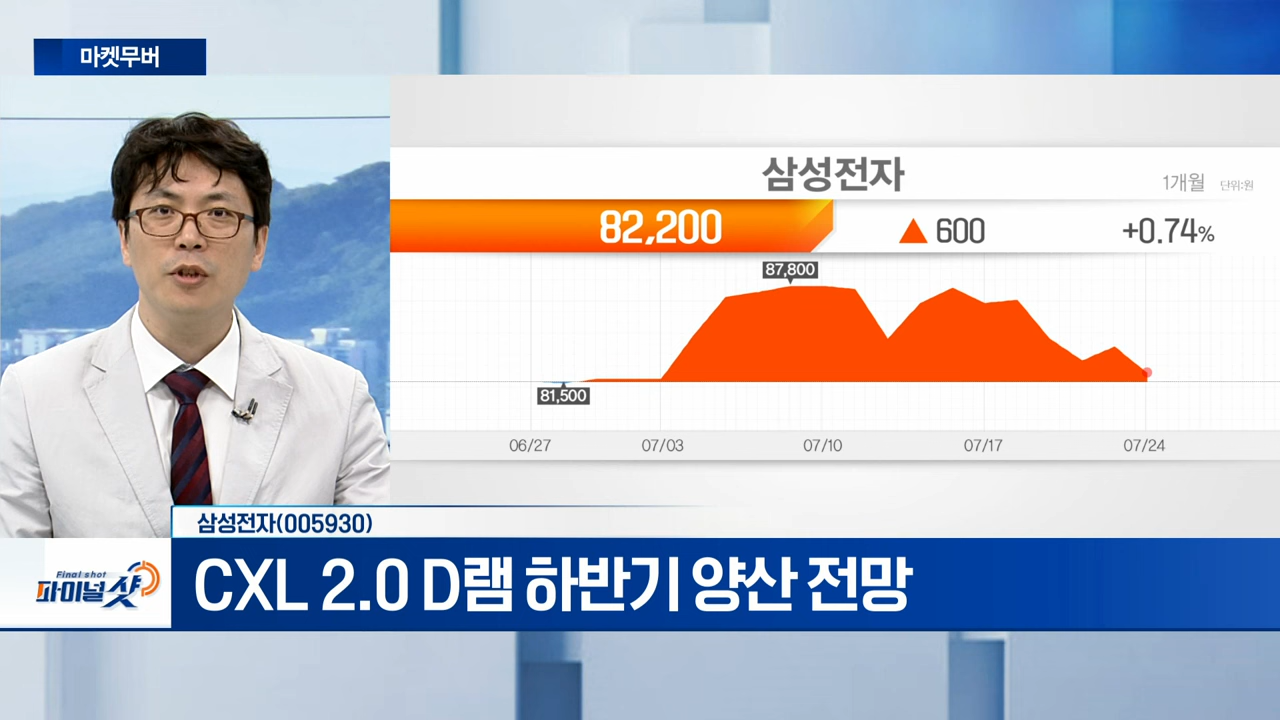 마켓무버
삼성전자
1개월 단위:원
82,200 ▲ 600 +0.74%
87,800
81,500
06/27 07/03 07/10 07/17 07/24
삼성전자(005930)
Final shot
파이널샷
CXL 2.0 D램 하반기 양산 전망